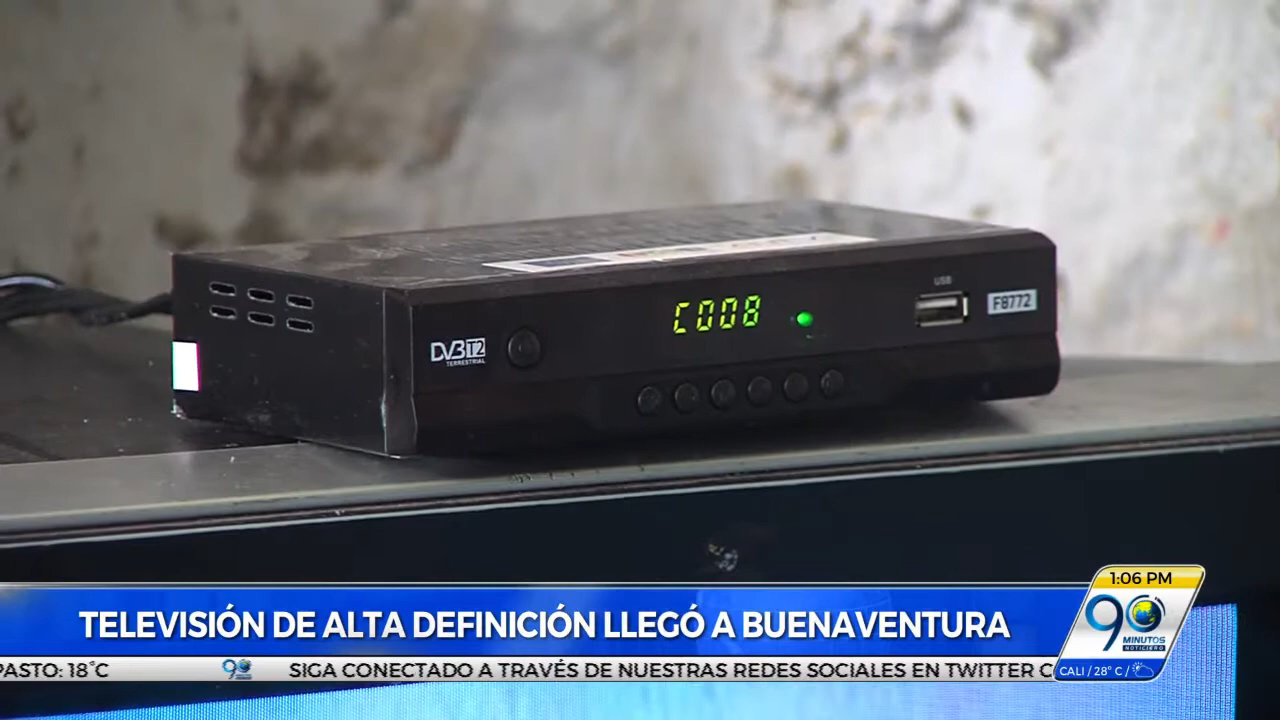 USB
F8772
C008
DVB T2
TERRESTRIAL
1:06 PM
90
MINUTOS
NOTICIERO
TELEVISIÓN DE ALTA DEFINICIÓN LLEGÓ A BUENAVENTURA
PASTO: 18°C
90
SIGA CONECTADO A TRAVÉS DE NUESTRAS REDES SOCIALES EN TWITTER C
CALI / 28° C /